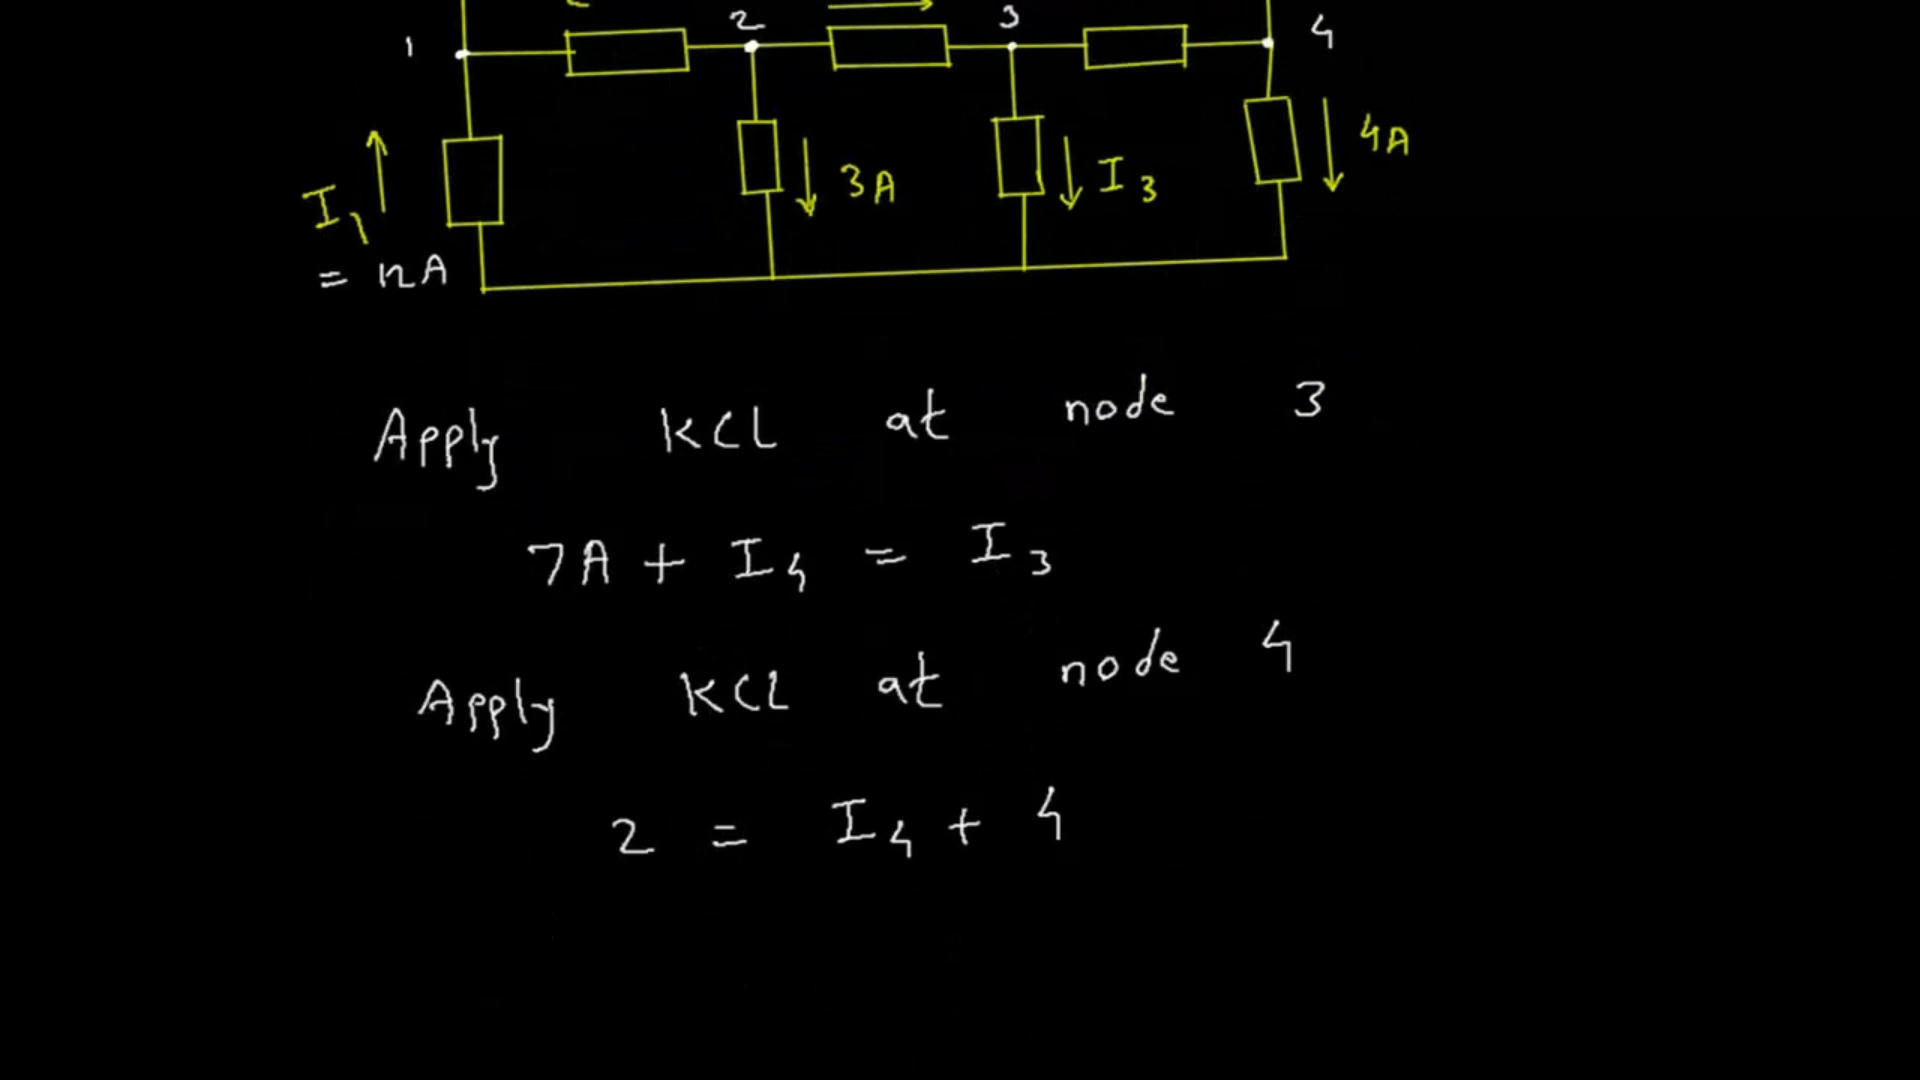 1 2 3 4
I1 3A I3 4A
= 12A
Apply KCL at node 3
7A + I4 = I3
Apply KCL at node 4
2 = I4 + 4